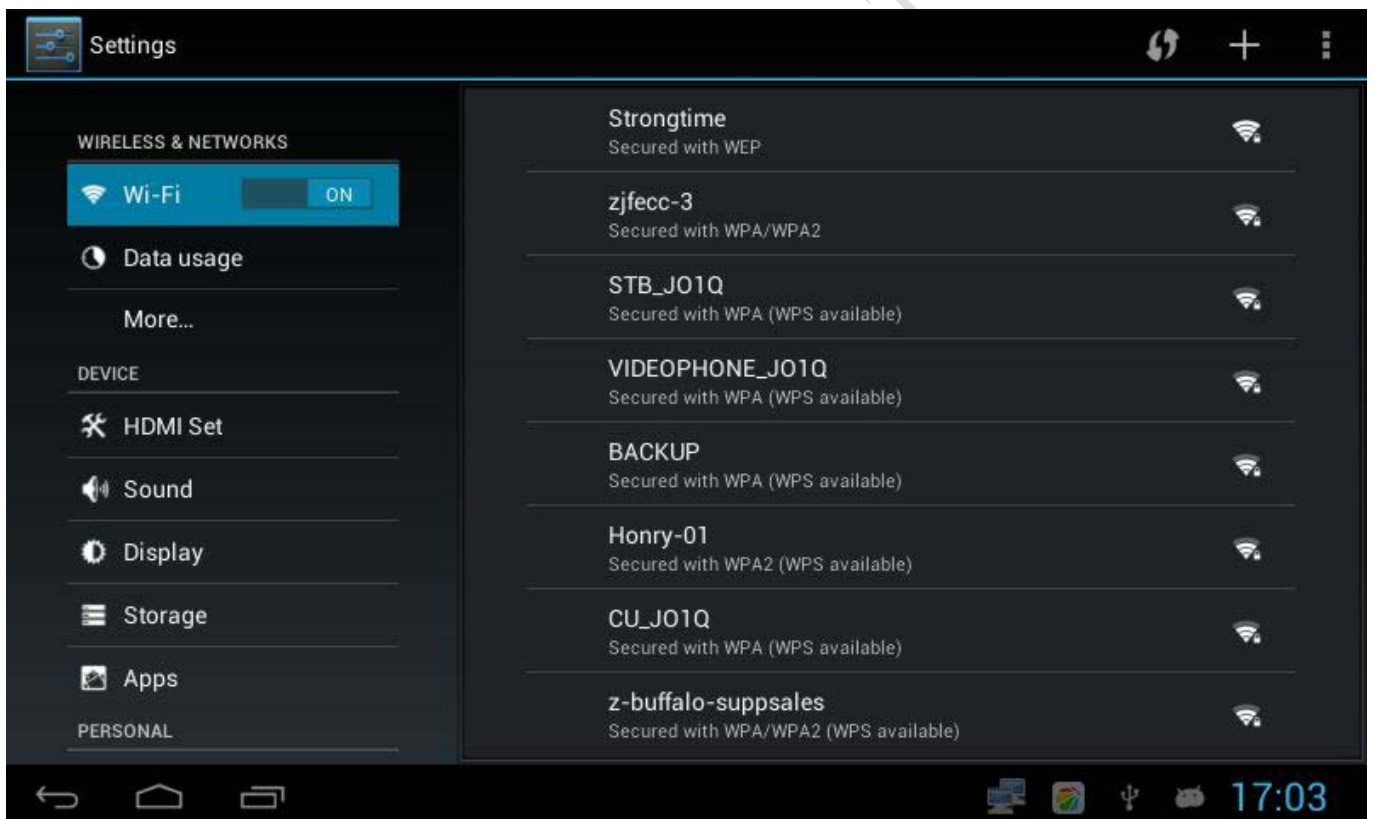 Settings
WIRELESS & NETWORKS
Wi-Fi ON
Data usage
More...
DEVICE
HDMI Set
Sound
Display
Storage
Apps
PERSONAL
Strongtime
Secured with WEP
zjfecc-3
Secured with WPA/WPA2
STB_JO1Q
Secured with WPA (WPS available)
VIDEOPHONE_JO1Q
Secured with WPA (WPS available)
BACKUP
Secured with WPA (WPS available)
Honry-01
Secured with WPA2 (WPS available)
CU_JO1Q
Secured with WPA (WPS available)
z-buffalo-suppsales
Secured with WPA/WPA2 (WPS available)
17:03